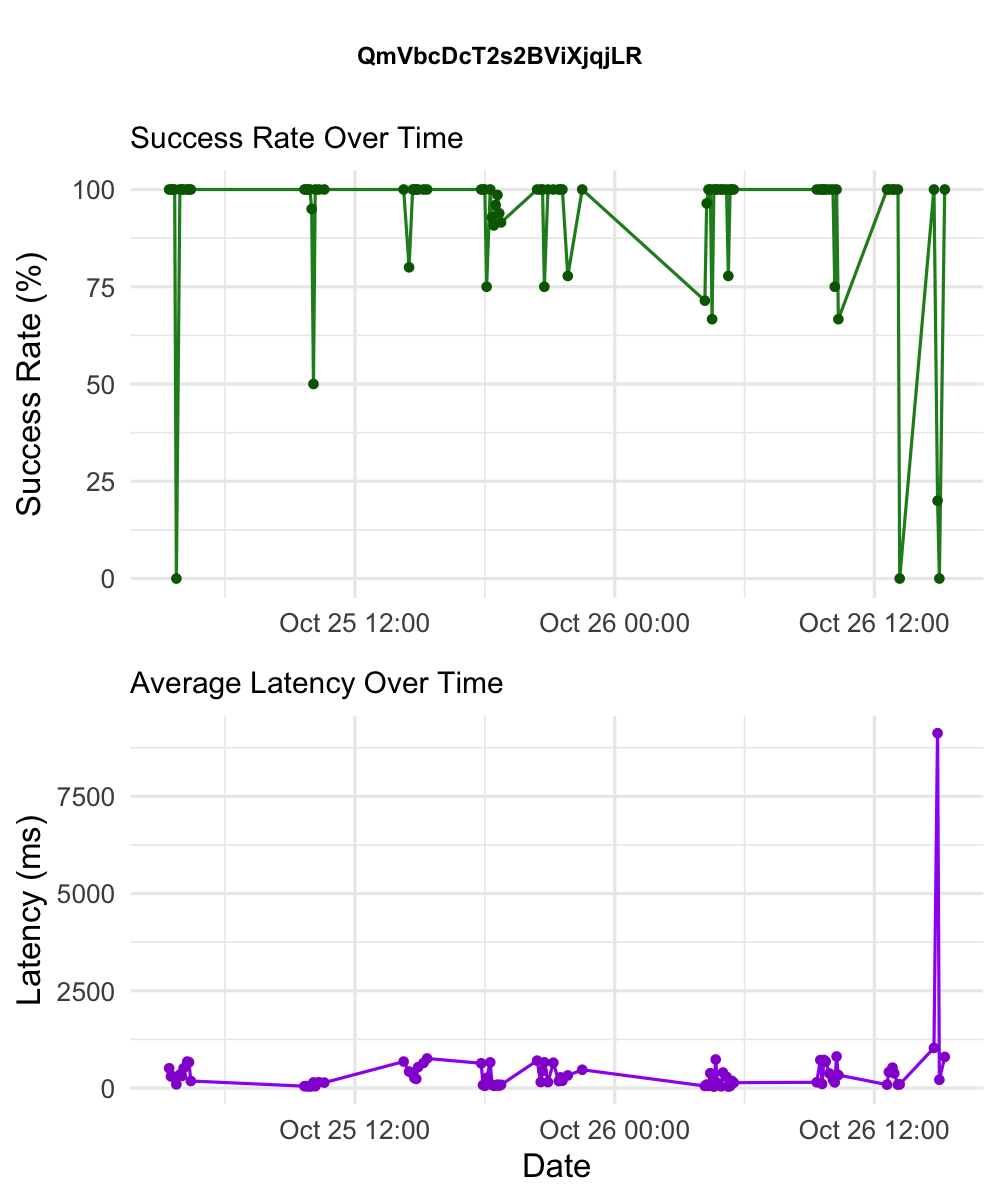 QmVbcDcT2s2BViXjqjLR
Success Rate Over Time
Success Rate (%)
100
75
50
25
0
Oct 25 12:00 Oct 26 00:00 Oct 26 12:00
Average Latency Over Time
Latency (ms)
7500
5000
2500
0
Oct 25 12:00 Oct 26 00:00 Oct 26 12:00
Date